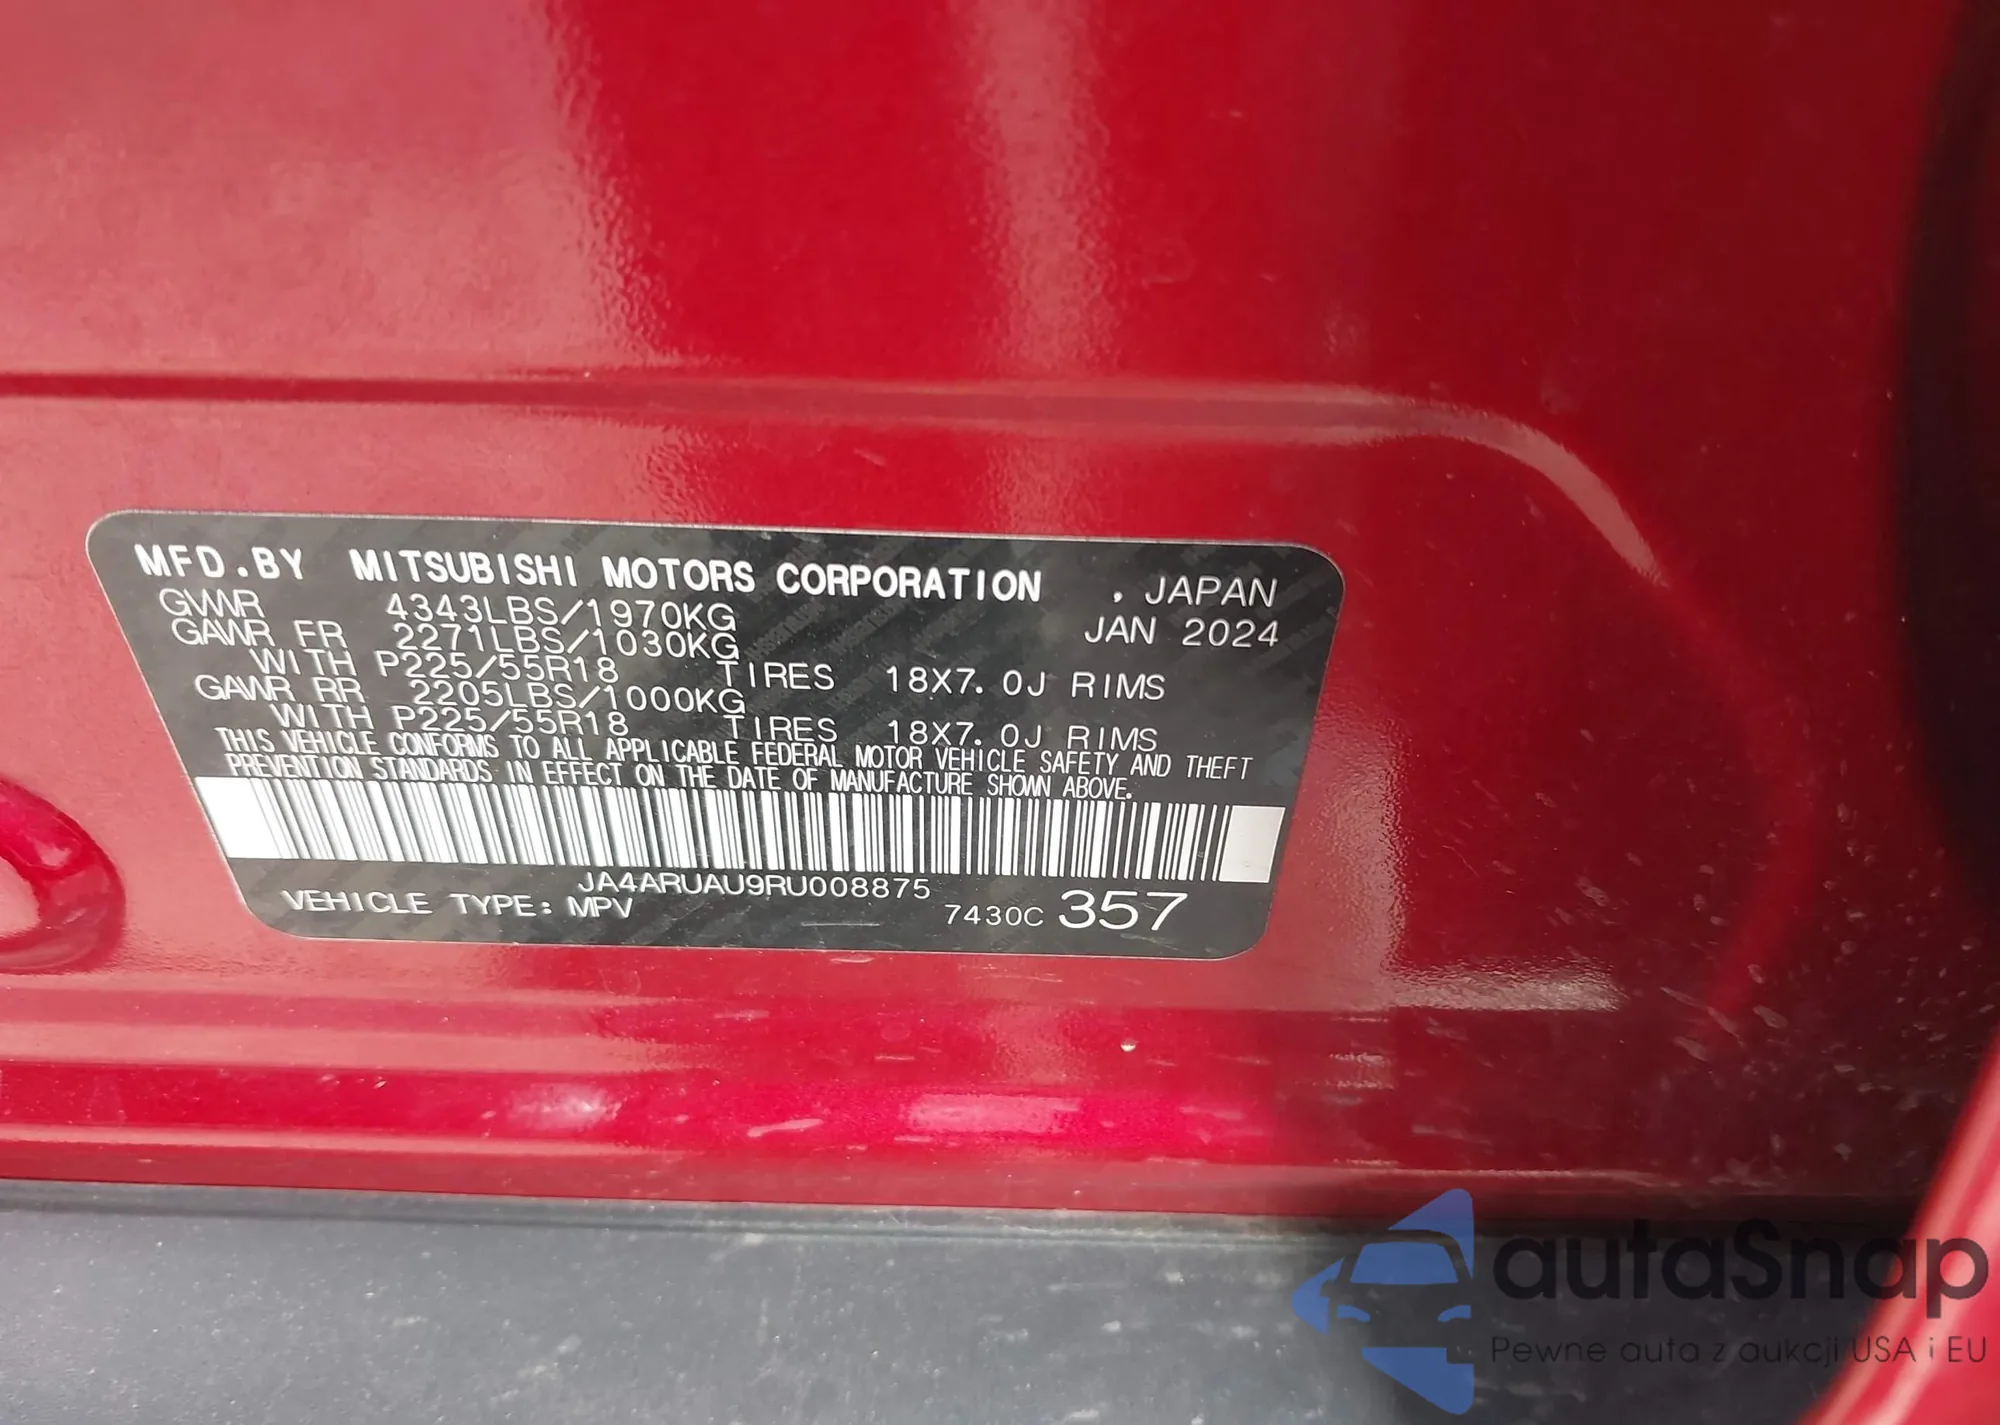 MFD.BY MITSUBISHI MOTORS CORPORATION , JAPAN
GVWR 4343LBS/1970KG JAN 2024
GAWR FR 2271LBS/1030KG
WITH P225/55R18 TIRES 18X7.0J RIMS
GAWR RR 2205LBS/1000KG
WITH P225/55R18 TIRES 18X7.0J RIMS
THIS VEHICLE CONFORMS TO ALL APPLICABLE FEDERAL MOTOR VEHICLE SAFETY AND THEFT
PREVENTION STANDARDS IN EFFECT ON THE DATE OF MANUFACTURE SHOWN ABOVE.
JA4ARUAU9RU008875
VEHICLE TYPE: MPV 7430C 357
autaSnap
Pewne auta z aukcji USA i EU